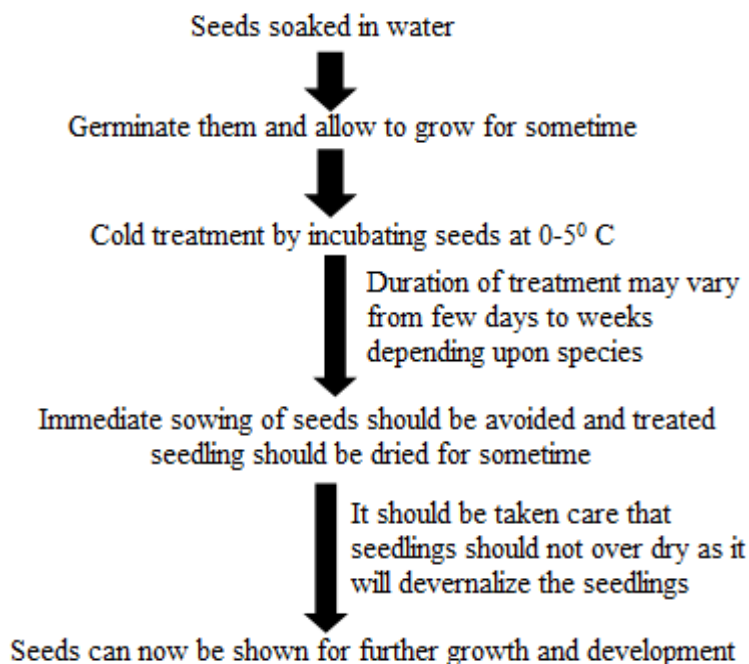 Seeds soaked in water
Germinate them and allow to grow for sometime
Cold treatment by incubating seeds at 0-5⁰ C
Duration of treatment may vary
from few days to weeks
depending upon species
Immediate sowing of seeds should be avoided and treated
seedling should be dried for sometime
It should be taken care that
seedlings should not over dry as it
will devernalize the seedlings
Seeds can now be shown for further growth and development